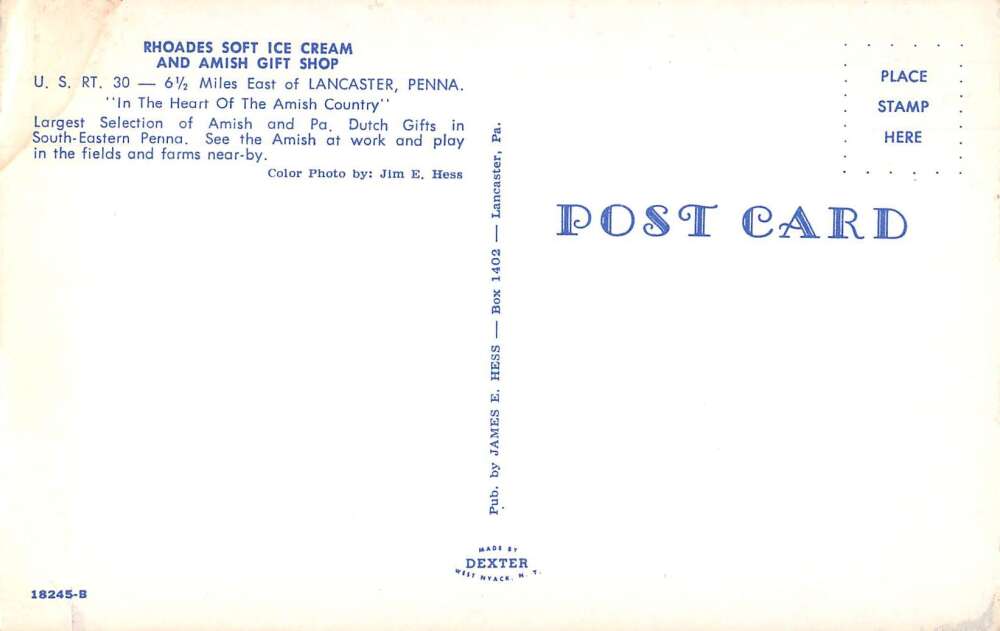 RHOADES SOFT ICE CREAM
AND AMISH GIFT SHOP
U. S. RT. 30 — 6½ Miles East of LANCASTER, PENNA.
"In The Heart Of The Amish Country"
Largest Selection of Amish and Pa. Dutch Gifts in
South-Eastern Penna. See the Amish at work and play
in the fields and farms near-by.
Color Photo by: Jim E. Hess
Pub. by JAMES E. HESS — Box 1402 — Lancaster, Pa.
PLACE
STAMP
HERE
POST CARD
MADE BY
DEXTER
WEST NYACK, N. Y.
18245-B